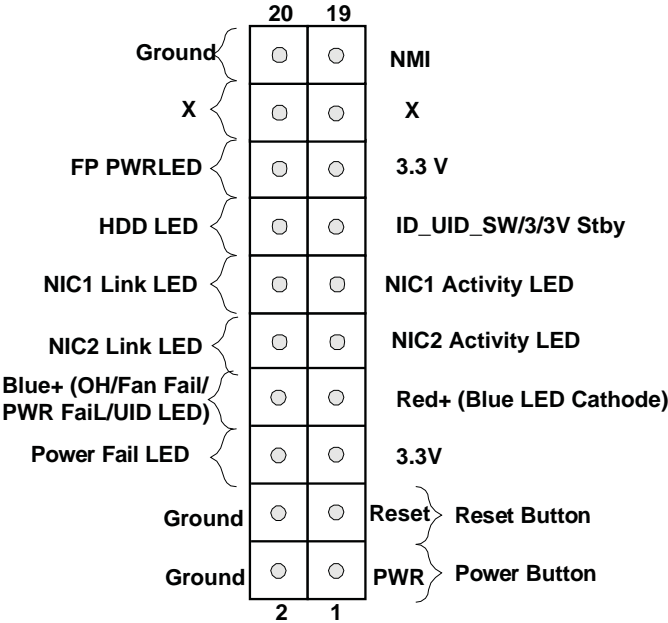 20 19
Ground NMI
X X
FP PWRLED 3.3 V
HDD LED ID_UID_SW/3/3V Stby
NIC1 Link LED NIC1 Activity LED
NIC2 Link LED NIC2 Activity LED
Blue+ (OH/Fan Fail/
PWR FaiL/UID LED) Red+ (Blue LED Cathode)
Power Fail LED 3.3V
Ground Reset Reset Button
Ground PWR Power Button
2 1